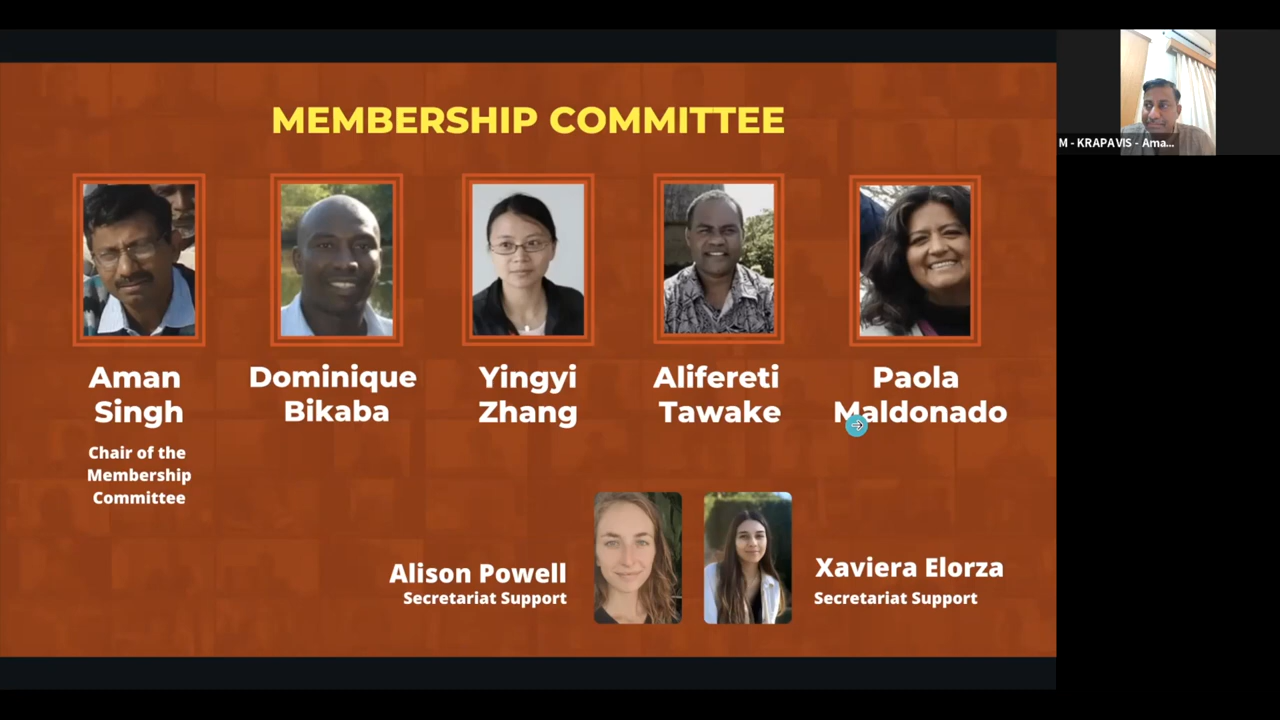 MEMBERSHIP COMMITTEE
M - KRAPAVIS - Ama...
Aman
Singh
Chair of the
Membership
Committee
Dominique
Bikaba
Yingyi
Zhang
Alifereti
Tawake
Paola
Maldonado
Alison Powell
Secretariat Support
Xaviera Elorza
Secretariat Support